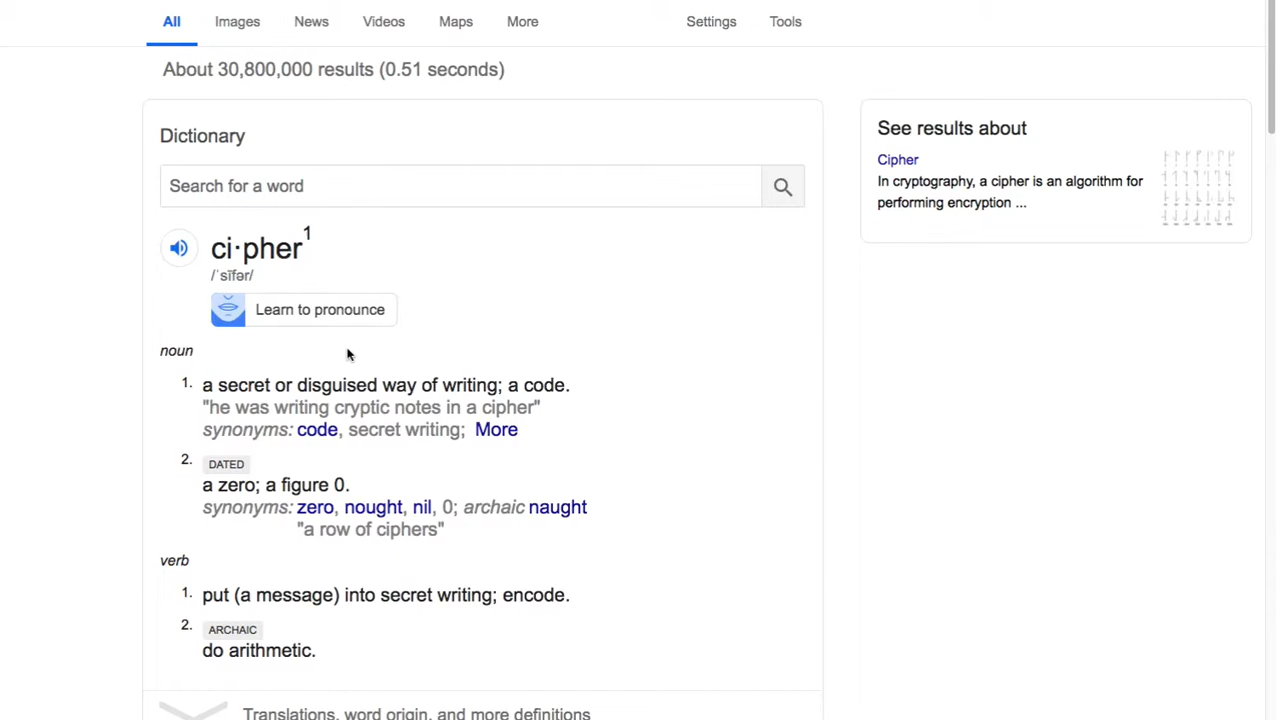 All Images News Videos Maps More Settings Tools
About 30,800,000 results (0.51 seconds)
Dictionary
Search for a word
ci·pher1
/ˈsīfər/
Learn to pronounce
noun
1. a secret or disguised way of writing; a code.
"he was writing cryptic notes in a cipher"
synonyms: code, secret writing; More
2. DATED
a zero; a figure 0.
synonyms: zero, nought, nil, 0; archaic naught
"a row of ciphers"
verb
1. put (a message) into secret writing; encode.
2. ARCHAIC
do arithmetic.
Translations, word origin, and more definitions
See results about
Cipher
In cryptography, a cipher is an algorithm for
performing encryption ...